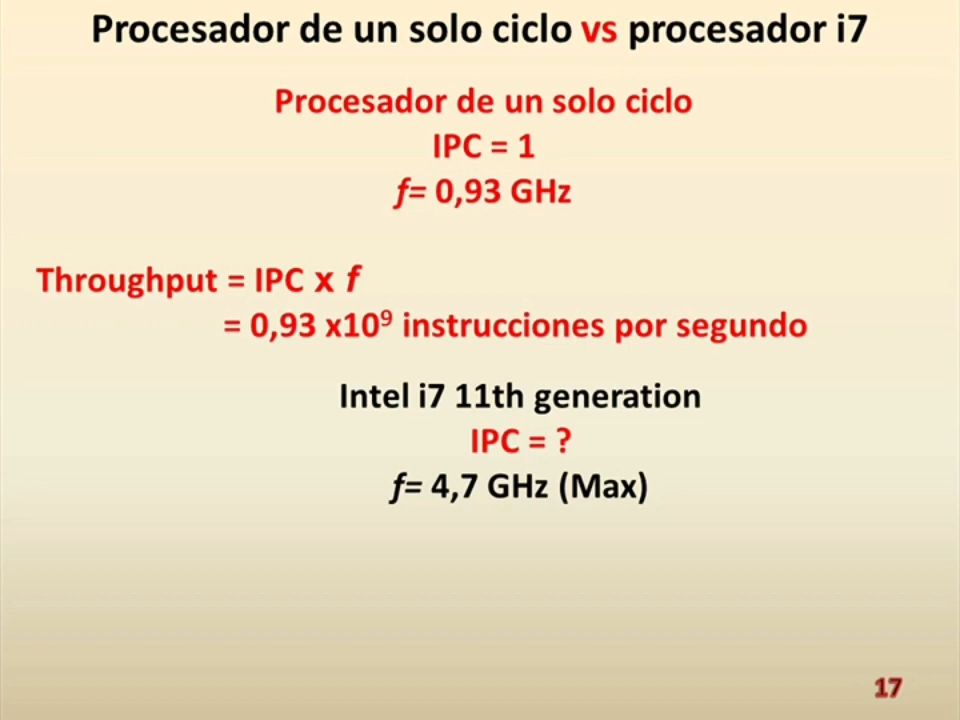 Procesador de un solo ciclo vs procesador i7
Procesador de un solo ciclo
IPC = 1
f= 0,93 GHz
Throughput = IPC x f
= 0,93 x10⁹ instrucciones por segundo
Intel i7 11th generation
IPC = ?
f= 4,7 GHz (Max)
17